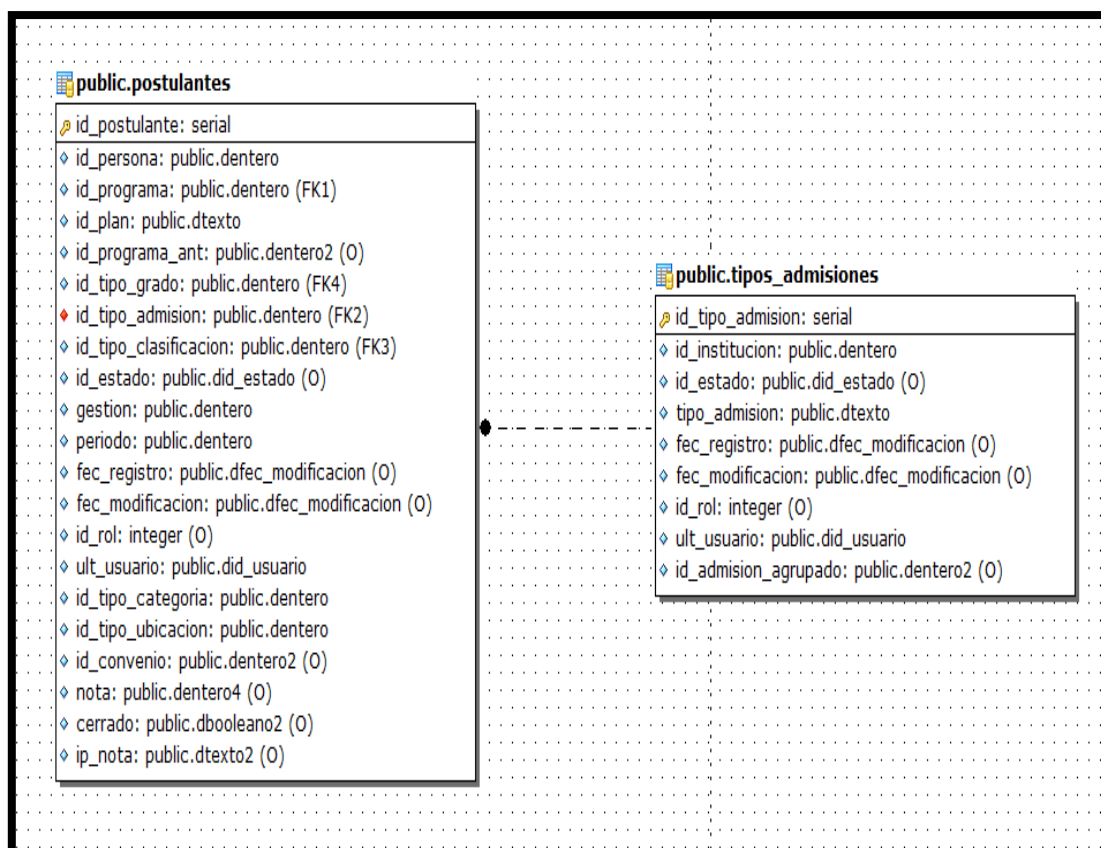 public.postulantes
id_postulante: serial
id_persona: public.dentero
id_programa: public.dentero (FK1)
id_plan: public.dtexto
id_programa_ant: public.dentero2 (O)
id_tipo_grado: public.dentero (FK4)
id_tipo_admision: public.dentero (FK2)
id_tipo_clasificacion: public.dentero (FK3)
id_estado: public.did_estado (O)
gestion: public.dentero
periodo: public.dentero
fec_registro: public.dfec_modificacion (O)
fec_modificacion: public.dfec_modificacion (O)
id_rol: integer (O)
ult_usuario: public.did_usuario
id_tipo_categoria: public.dentero
id_tipo_ubicacion: public.dentero
id_convenio: public.dentero2 (O)
nota: public.dentero4 (O)
cerrado: public.dbooleano2 (O)
ip_nota: public.dtexto2 (O)
public.tipos_admisiones
id_tipo_admision: serial
id_institucion: public.dentero
id_estado: public.did_estado (O)
tipo_admision: public.dtexto
fec_registro: public.dfec_modificacion (O)
fec_modificacion: public.dfec_modificacion (O)
id_rol: integer (O)
ult_usuario: public.did_usuario
id_admision_agrupado: public.dentero2 (O)